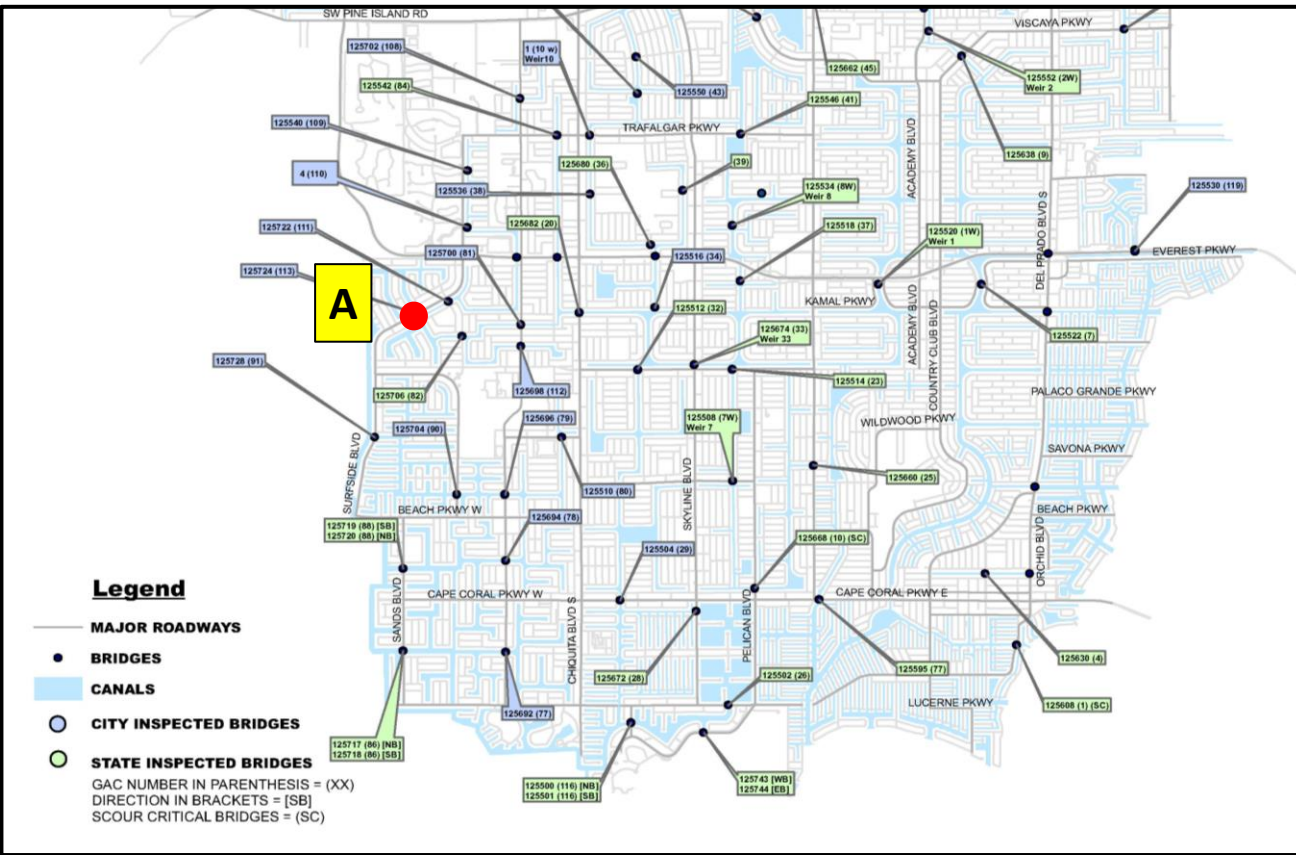 SW PINE ISLAND RD
VISCAYA PKWY
125702 (108)
1 (10 w)
Weir10
125662 (45)
125552 (2W)
Weir 2
125542 (84)
125550 (43)
125546 (41)
125540 (109)
TRAFALGAR PKWY
ACADEMY BLVD
125638 (9)
125680 (36)
(39)
4 (110)
125536 (38)
125534 (8W)
Weir 8
125530 (119)
125722 (111)
125682 (20)
125518 (37)
125520 (1W)
Weir 1
DEL PRADO BLVD S
EVEREST PKWY
125700 (81)
125516 (34)
125724 (113)
A
KAMAL PKWY
125512 (32)
ACADEMY BLVD
COUNTRY CLUB BLVD
125674 (33)
Weir 33
125522 (7)
125728 (91)
125706 (82)
125698 (112)
125514 (23)
PALACO GRANDE PKWY
125704 (90)
125696 (79)
125508 (7W)
Weir 7
WILDWOOD PKWY
SURFSIDE BLVD
SAVONA PKWY
125510 (80)
SKYLINE BLVD
125660 (25)
BEACH PKWY W
BEACH PKWY
125719 (88) [SB]
125720 (88) [NB]
125694 (78)
125504 (29)
125668 (10) (SC)
ORCHID BLVD
Legend
SANDS BLVD
CAPE CORAL PKWY W
CHIQUITA BLVD S
PELICAN BLVD
CAPE CORAL PKWY E
MAJOR ROADWAYS
BRIDGES
125630 (4)
125672 (28)
125502 (26)
125595 (77)
CANALS
LUCERNE PKWY
125608 (1) (SC)
CITY INSPECTED BRIDGES
125692 (77)
125717 (86) [NB]
125718 (86) [SB]
STATE INSPECTED BRIDGES
GAC NUMBER IN PARENTHESIS = (XX)
DIRECTION IN BRACKETS = [SB]
SCOUR CRITICAL BRIDGES = (SC)
125500 (116) [NB]
125501 (116) [SB]
125743 [WB]
125744 [EB]